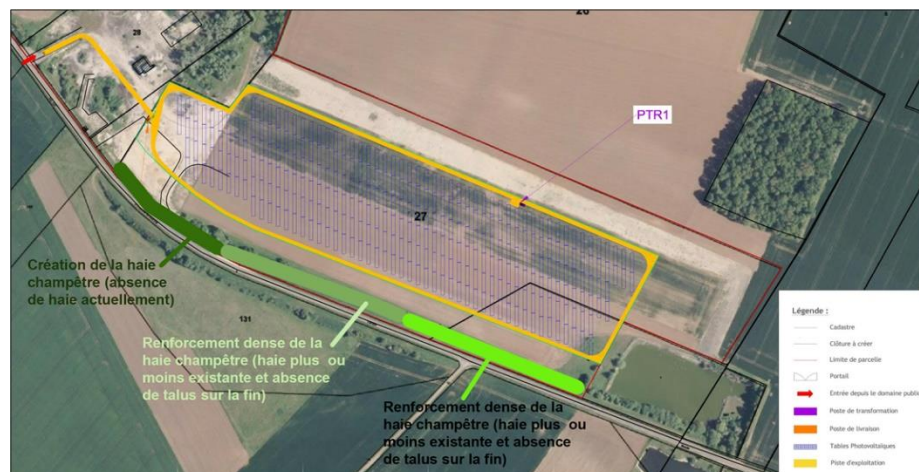 28
26
PTR1
27
Création de la haie
champêtre (absence
de haie actuellement)
131
Renforcement dense de la
haie champêtre (haie plus ou
moins existante et absence
de talus sur la fin)
Renforcement dense de la
haie champêtre (haie plus ou
moins existante et absence
de talus sur la fin)
Légende :
Cadastre
Clôture à créer
Limite de parcelle
Portail
Entrée depuis le domaine public
Poste de transformation
Poste de livraison
Tables Photovoltaïques
Piste d'exploitation